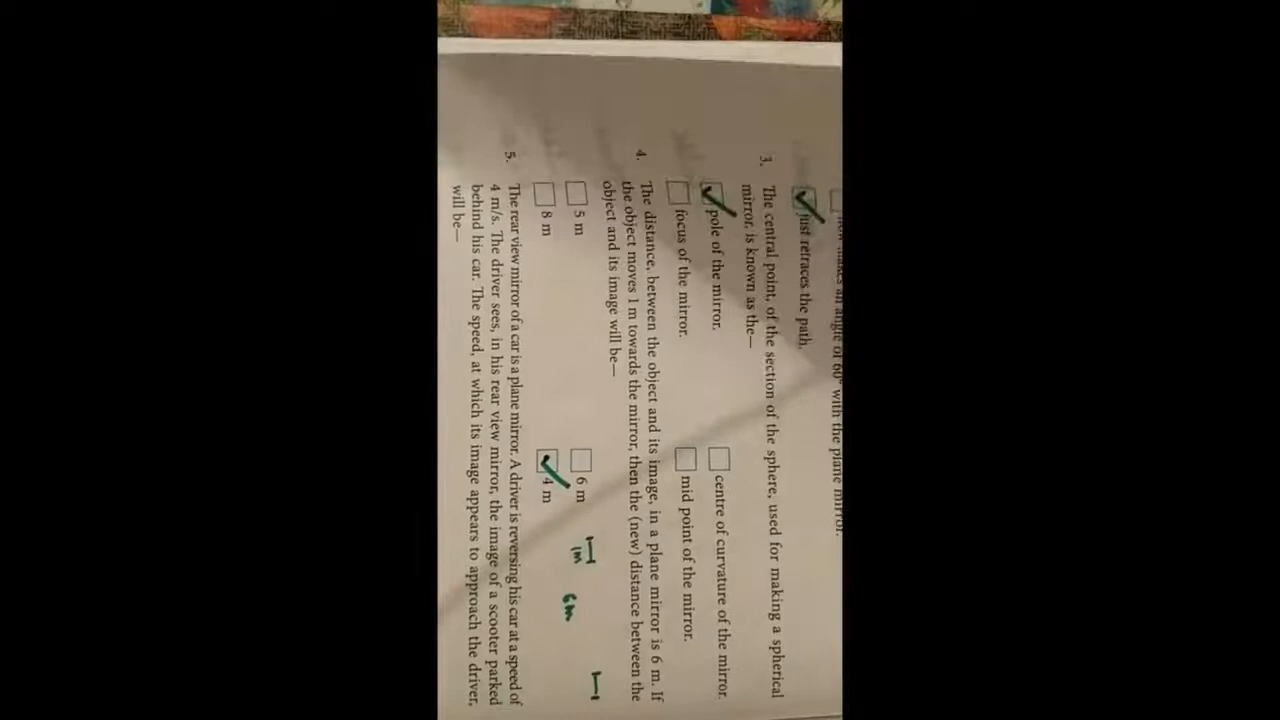 makes an angle of 60° with the plane mirror.
just retraces the path.
3. The central point, of the section of the sphere, used for making a spherical
mirror, is known as the—
pole of the mirror.
centre of curvature of the mirror.
focus of the mirror.
mid point of the mirror.
4. The distance, between the object and its image, in a plane mirror is 6 m. If
the object moves 1 m towards the mirror, then the (new) distance between the
object and its image will be—
5 m
6 m
8 m
4 m
1m
6m
5. The rear view mirror of a car is a plane mirror. A driver is reversing his car at a speed of
4 m/s. The driver sees, in his rear view mirror, the image of a scooter parked
behind his car. The speed, at which its image appears to approach the driver,
will be—